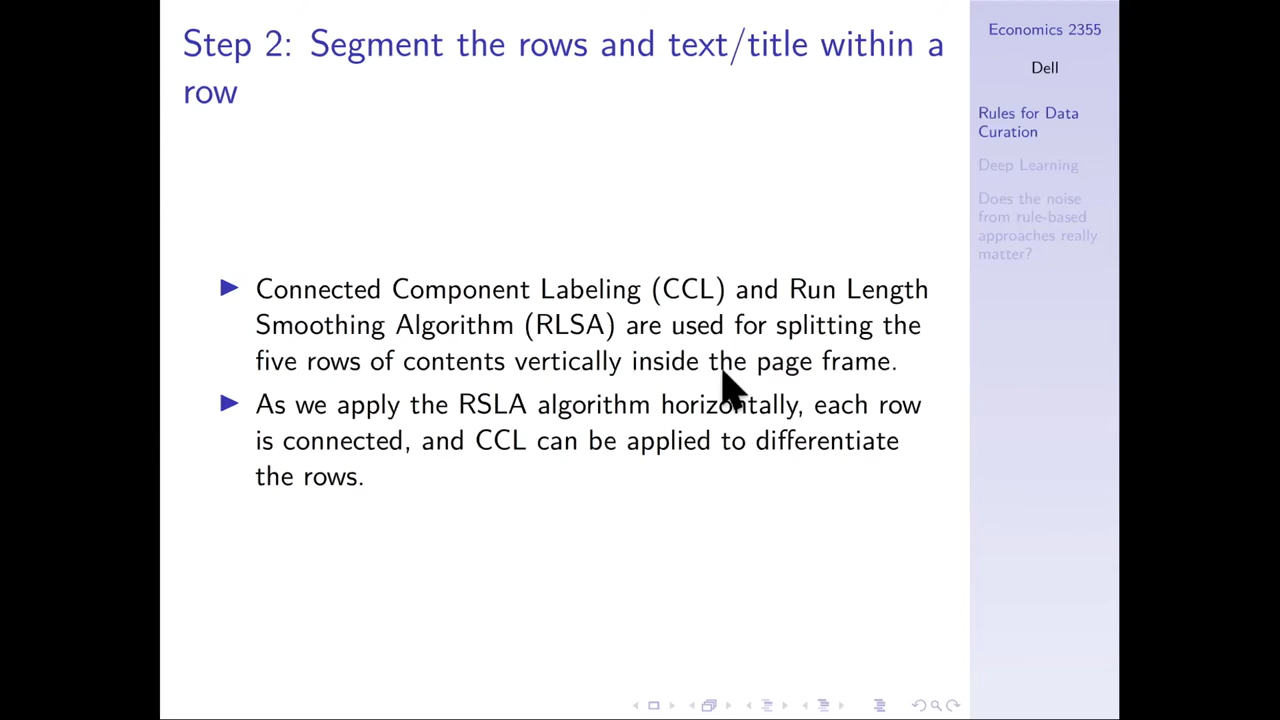 Step 2: Segment the rows and text/title within a
row
Connected Component Labeling (CCL) and Run Length
Smoothing Algorithm (RLSA) are used for splitting the
five rows of contents vertically inside the page frame.
As we apply the RSLA algorithm horizontally, each row
is connected, and CCL can be applied to differentiate
the rows.
Economics 2355
Dell
Rules for Data
Curation
Deep Learning
Does the noise
from rule-based
approaches really
matter?